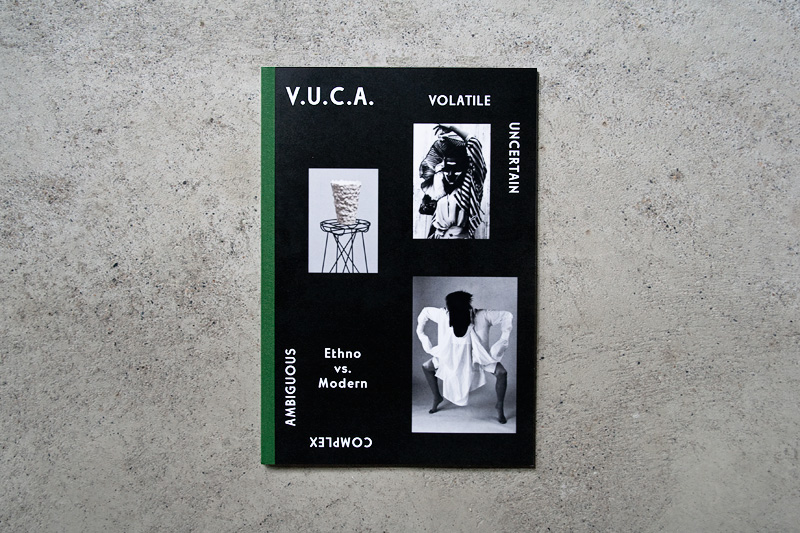 V.U.C.A.
VOLATILE
UNCERTAIN
Ethno
vs.
Modern
COMPLEX
AMBIGUOUS